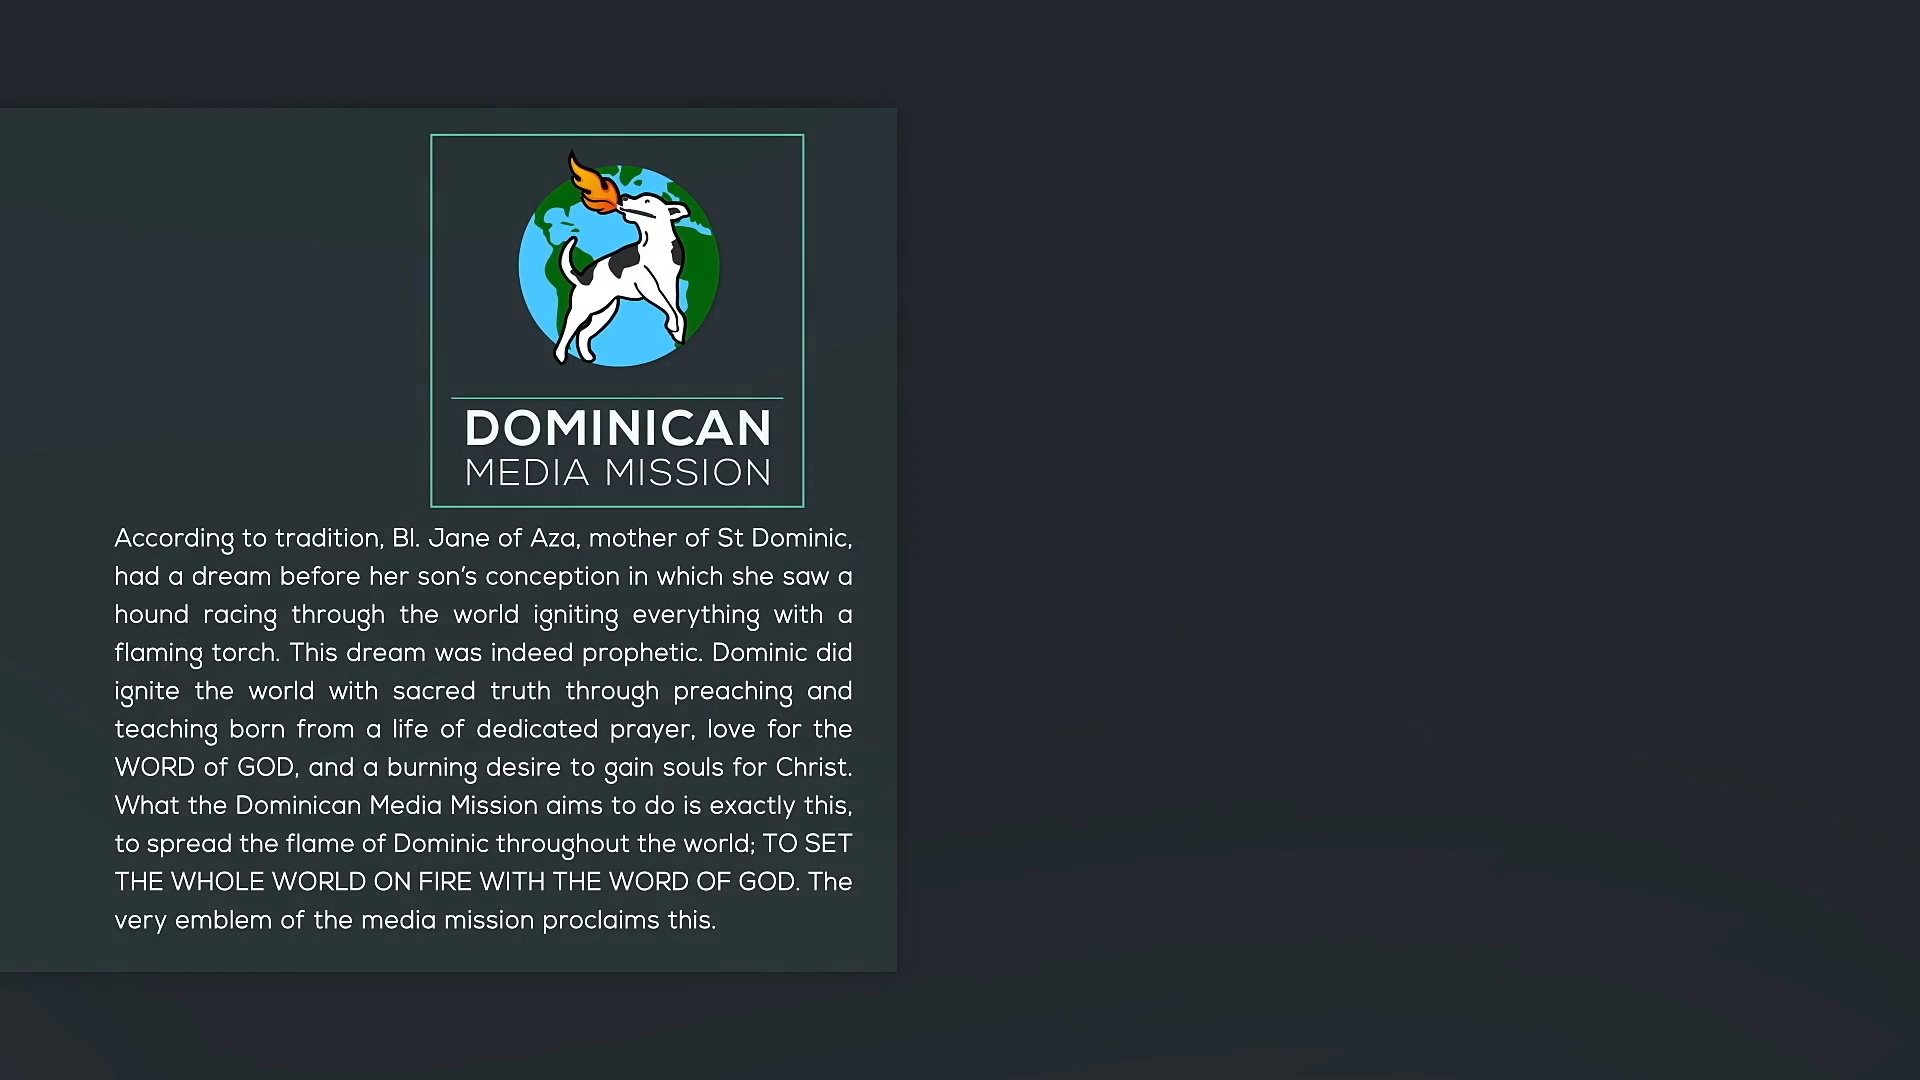 DOMINICAN
MEDIA MISSION
According to tradition, Bl. Jane of Aza, mother of St Dominic,
had a dream before her son's conception in which she saw a
hound racing through the world igniting everything with a
flaming torch. This dream was indeed prophetic. Dominic did
ignite the world with sacred truth through preaching and
teaching born from a life of dedicated prayer, love for the
WORD of GOD, and a burning desire to gain souls for Christ.
What the Dominican Media Mission aims to do is exactly this,
to spread the flame of Dominic throughout the world; TO SET
THE WHOLE WORLD ON FIRE WITH THE WORD OF GOD. The
very emblem of the media mission proclaims this.